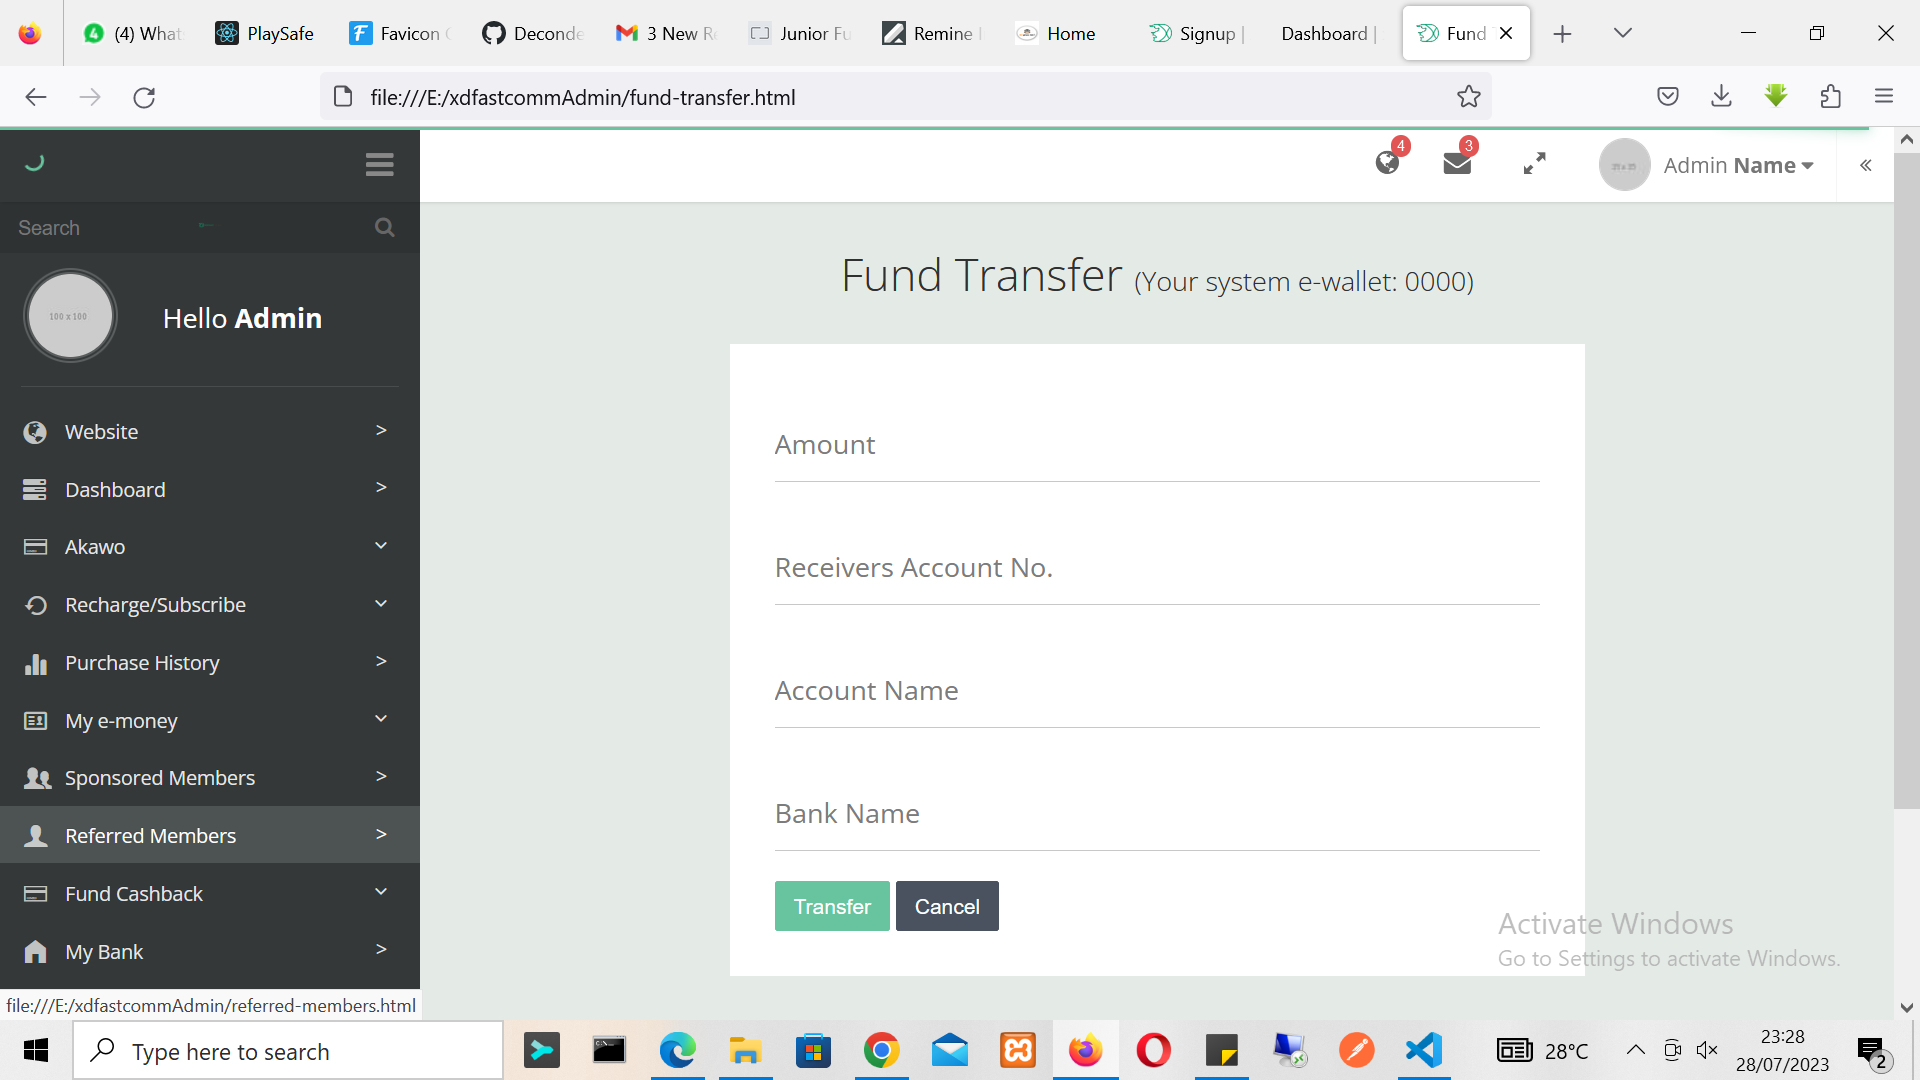 (4) What
PlaySafe
Favicon
Deconde
3 New R
Junior Fu
Remine
Home
Signup |
Dashboard |
Fund
file:///E:/xdfastcommAdmin/fund-transfer.html
4
3
Admin Name
«
Search
100 x 100
Hello Admin
Website >
Dashboard >
Akawo
Recharge/Subscribe
Purchase History >
My e-money
Sponsored Members >
Referred Members >
Fund Cashback
My Bank >
file:///E:/xdfastcommAdmin/referred-members.html
Fund Transfer (Your system e-wallet: 0000)
Amount
Receivers Account No.
Account Name
Bank Name
Transfer
Cancel
Activate Windows
Go to Settings to activate Windows.
Type here to search
28°C
23:28
28/07/2023
2